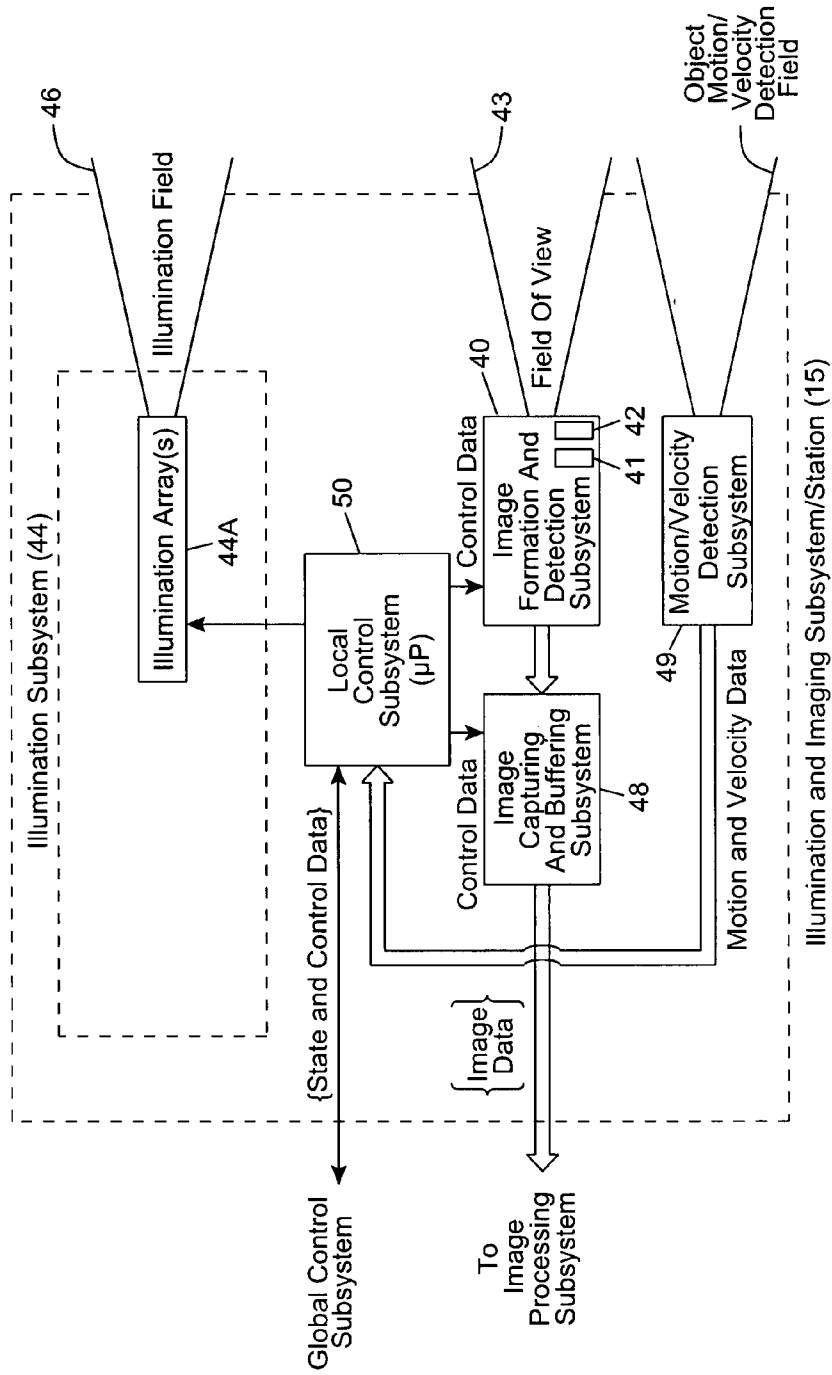 Illumination Subsystem (44)
46
Illumination Field
Illumination Array(s)
44A
50
Local
Control
Subsystem
(µP)
{State and Control Data}
Global Control
Subsystem
Control Data
40
Image
Formation And
Detection
Subsystem
41
42
Field Of View
43
Control Data
Image
Capturing
And Buffering
Subsystem
48
{Image
Data}
To
Image
Processing
Subsystem
49
Motion/Velocity
Detection
Subsystem
Motion and Velocity Data
Object
Motion/
Velocity
Detection
Field
Illumination and Imaging Subsystem/Station (15)